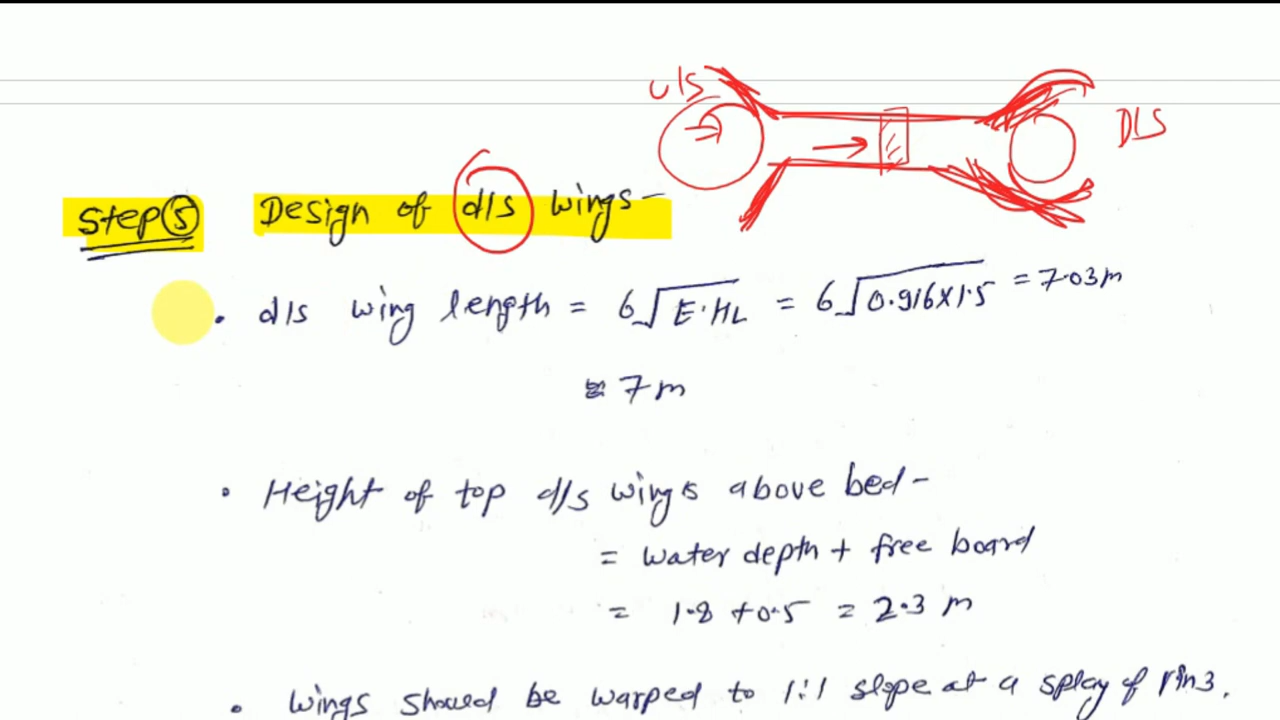 U/S
D/S
Step (5) Design of d/s wings-
• d/s wing length = 6√E.HL = 6√0.916×1.5 = 7.03m
≈ 7m
• Height of top d/s wings above bed -
= water depth + free board
= 1.8 + 0.5 = 2.3 m
• wings should be warped to 1:1 slope at a splay of 1 in 3.